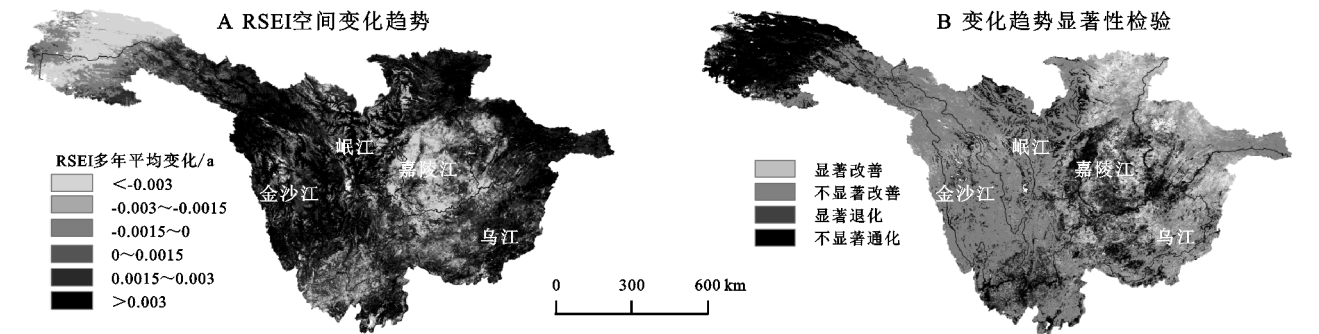 A RSEI空间变化趋势
岷江
嘉陵江
金沙江
乌江
RSEI多年平均变化/a
＜-0.003
-0.003～-0.0015
-0.0015～0
0～0.0015
0.0015～0.003
＞0.003
0 300 600 km
B 变化趋势显著性检验
岷江
嘉陵江
金沙江
乌江
显著改善
不显著改善
显著退化
不显著通化